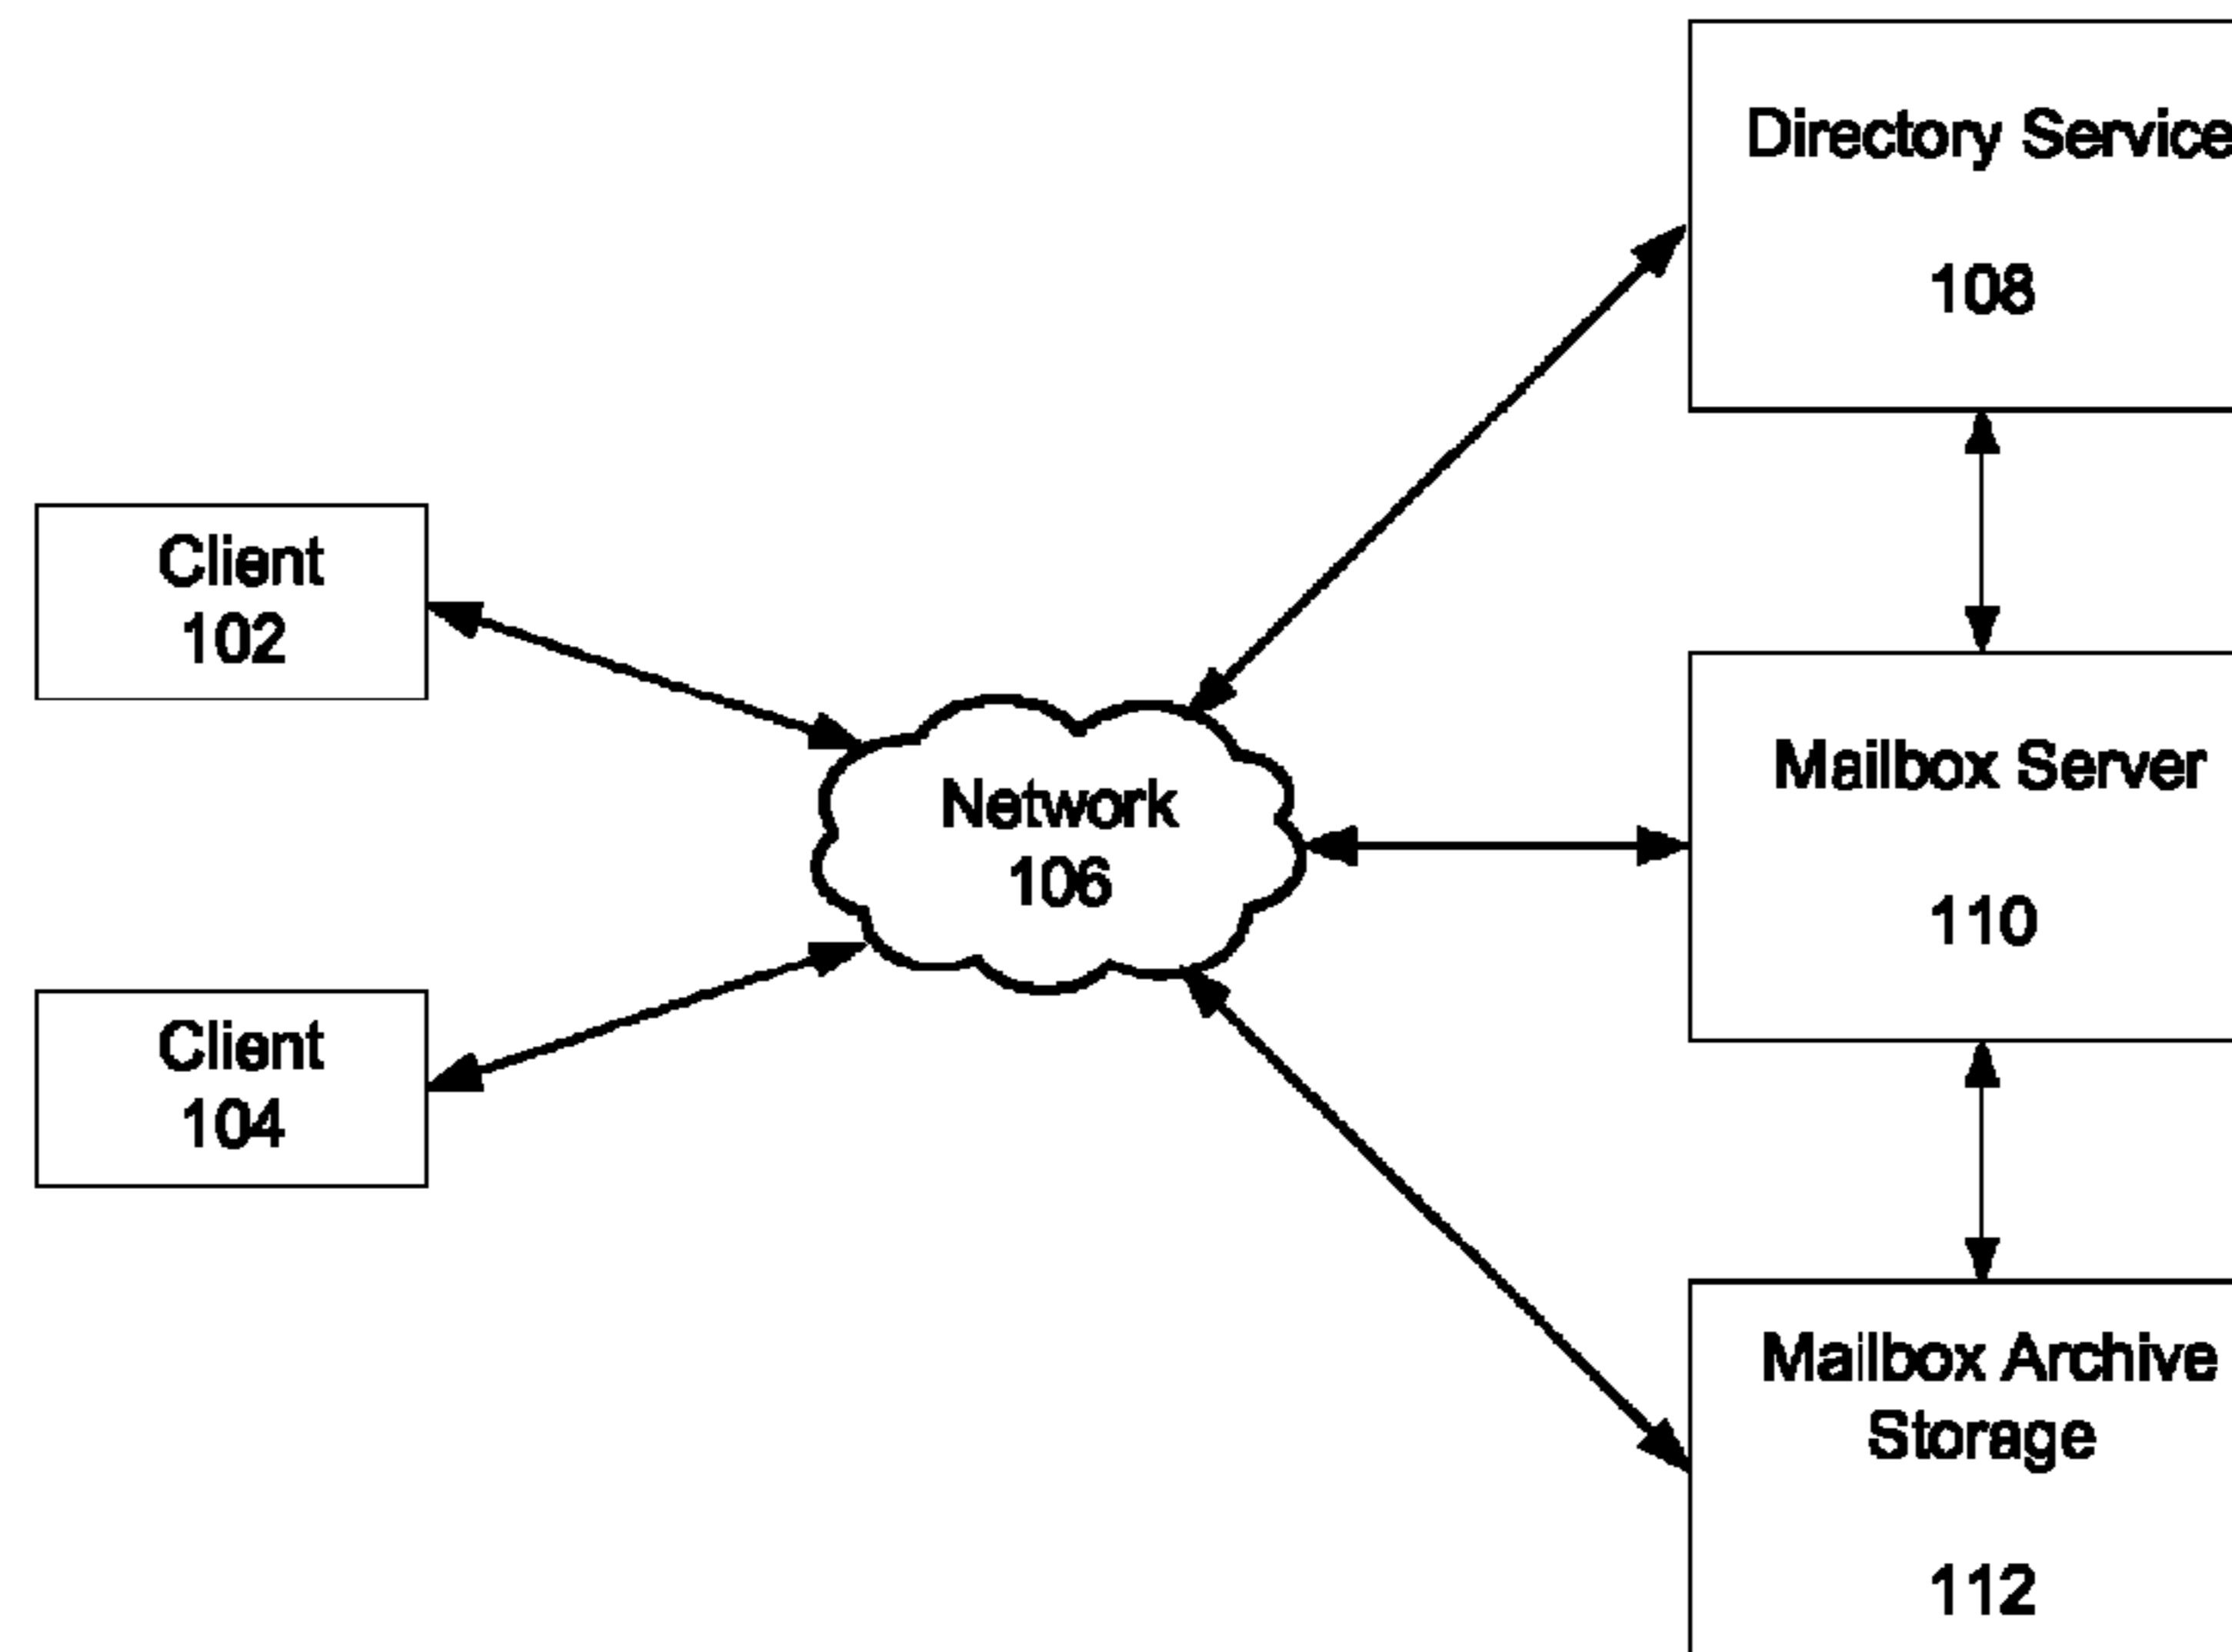 Directory Service
108
Client
102
Network
106
Mailbox Server
110
Client
104
Mailbox Archive
Storage
112